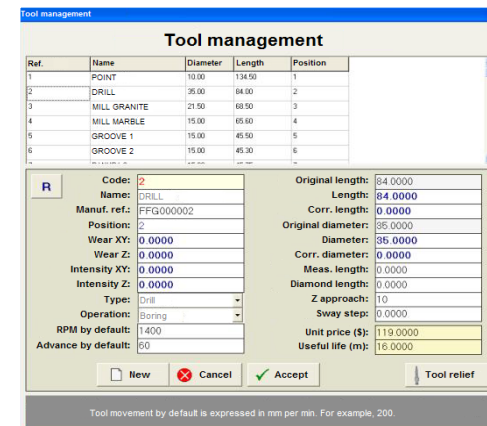 Tool management
Tool management
Ref. Name Diameter Length Position
1 POINT 10.00 134.50 1
2 DRILL 35.00 84.00 2
3 MILL GRANITE 21.50 68.50 3
4 MILL MARBLE 15.00 65.60 4
5 GROOVE 1 15.00 45.50 5
6 GROOVE 2 15.00 45.30 6
R
Code: 2 Original length: 84.0000
Name: DRILL Length: 84.0000
Manuf. ref.: FFG000002 Corr. length: 0.0000
Position: 2 Original diameter: 35.0000
Wear XY: 0.0000 Diameter: 35.0000
Wear Z: 0.0000 Corr. diameter: 0.0000
Intensity XY: 0.0000 Meas. length: 0.0000
Intensity Z: 0.0000 Diamond length: 0.0000
Type: Drill Z approach: 10
Operation: Boring Sway step: 0.0000
RPM by default: 1400 Unit price ($): 119.0000
Advance by default: 60 Useful life (m): 16.0000
New Cancel Accept Tool relief
Tool movement by default is expressed in mm per min. For example, 200.